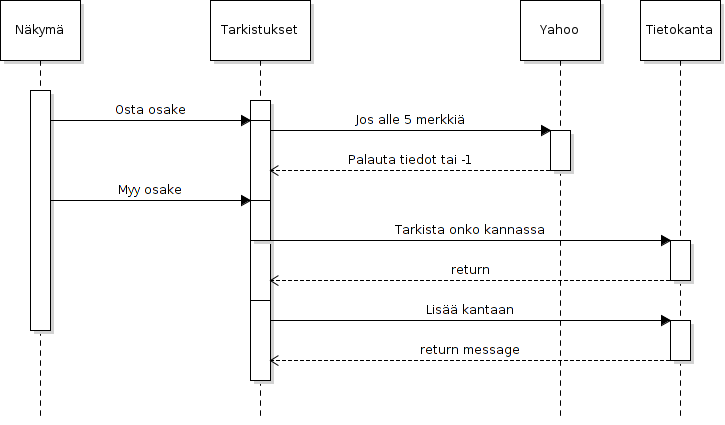 Näkymä
Tarkistukset
Yahoo
Tietokanta
Osta osake
Jos alle 5 merkkiä
Palauta tiedot tai -1
Myy osake
Tarkista onko kannassa
return
Lisää kantaan
return message